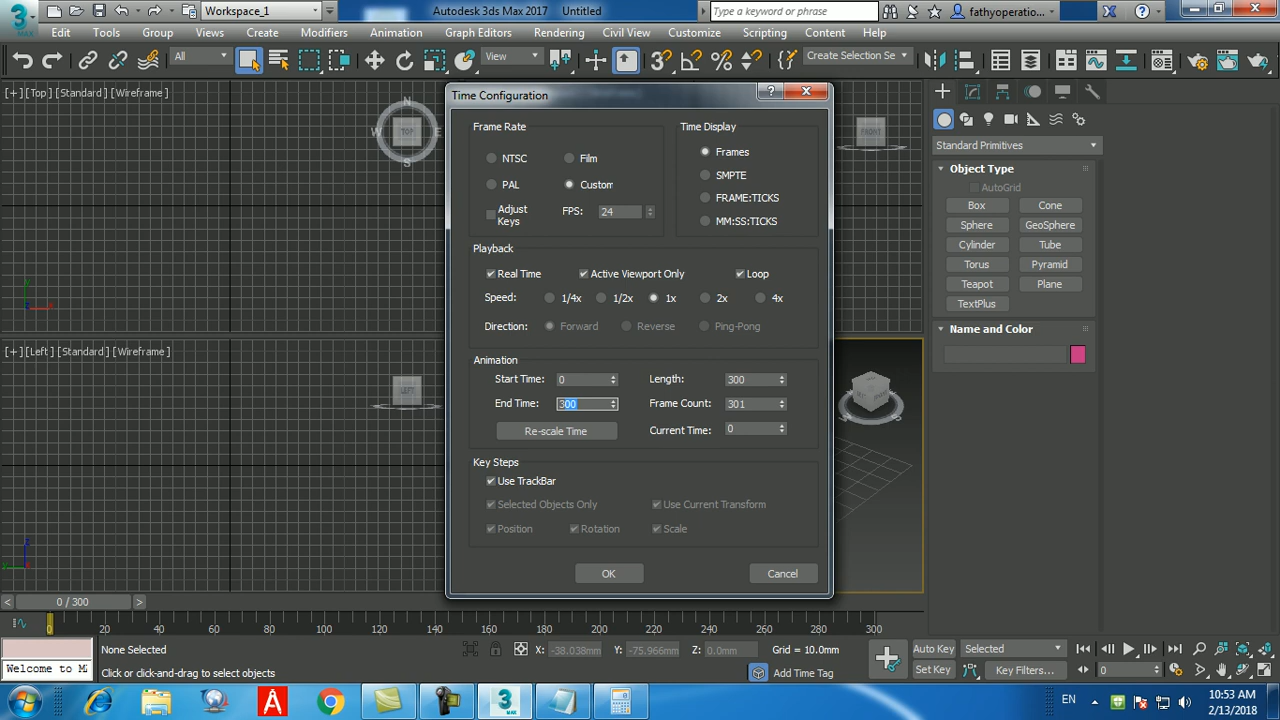 3 MAX Workspace_1 Autodesk 3ds Max 2017 Untitled Type a keyword or phrase fathyoperation...
Edit Tools Group Views Create Modifiers Animation Graph Editors Rendering Civil View Customize Scripting Content Help
All View Create Selection Se
[+] [Top] [Standard] [Wireframe]
N
W TOP E
S
FRONT
Time Configuration
Frame Rate
NTSC Film
PAL Custom
Adjust Keys FPS: 24
Time Display
Frames
SMPTE
FRAME:TICKS
MM:SS:TICKS
Playback
Real Time Active Viewport Only Loop
Speed: 1/4x 1/2x 1x 2x 4x
Direction: Forward Reverse Ping-Pong
Animation
Start Time: 0 Length: 300
End Time: 300 Frame Count: 301
Re-scale Time Current Time: 0
Key Steps
Use TrackBar
Selected Objects Only Use Current Transform
Position Rotation Scale
OK Cancel
Standard Primitives
Object Type
AutoGrid
Box Cone
Sphere GeoSphere
Cylinder Tube
Torus Pyramid
Teapot Plane
TextPlus
Name and Color
[+] [Left] [Standard] [Wireframe]
LEFT
0 / 300
0 20 40 60 80 100 120 140 160 180 200 220 240 260 280 300
None Selected X: -38.038mm Y: -75.966mm Z: 0.0mm Grid = 10.0mm Auto Key Selected
Welcome to M Click or click-and-drag to select objects Add Time Tag Set Key Key Filters... 0
EN 10:53 AM
2/13/2018